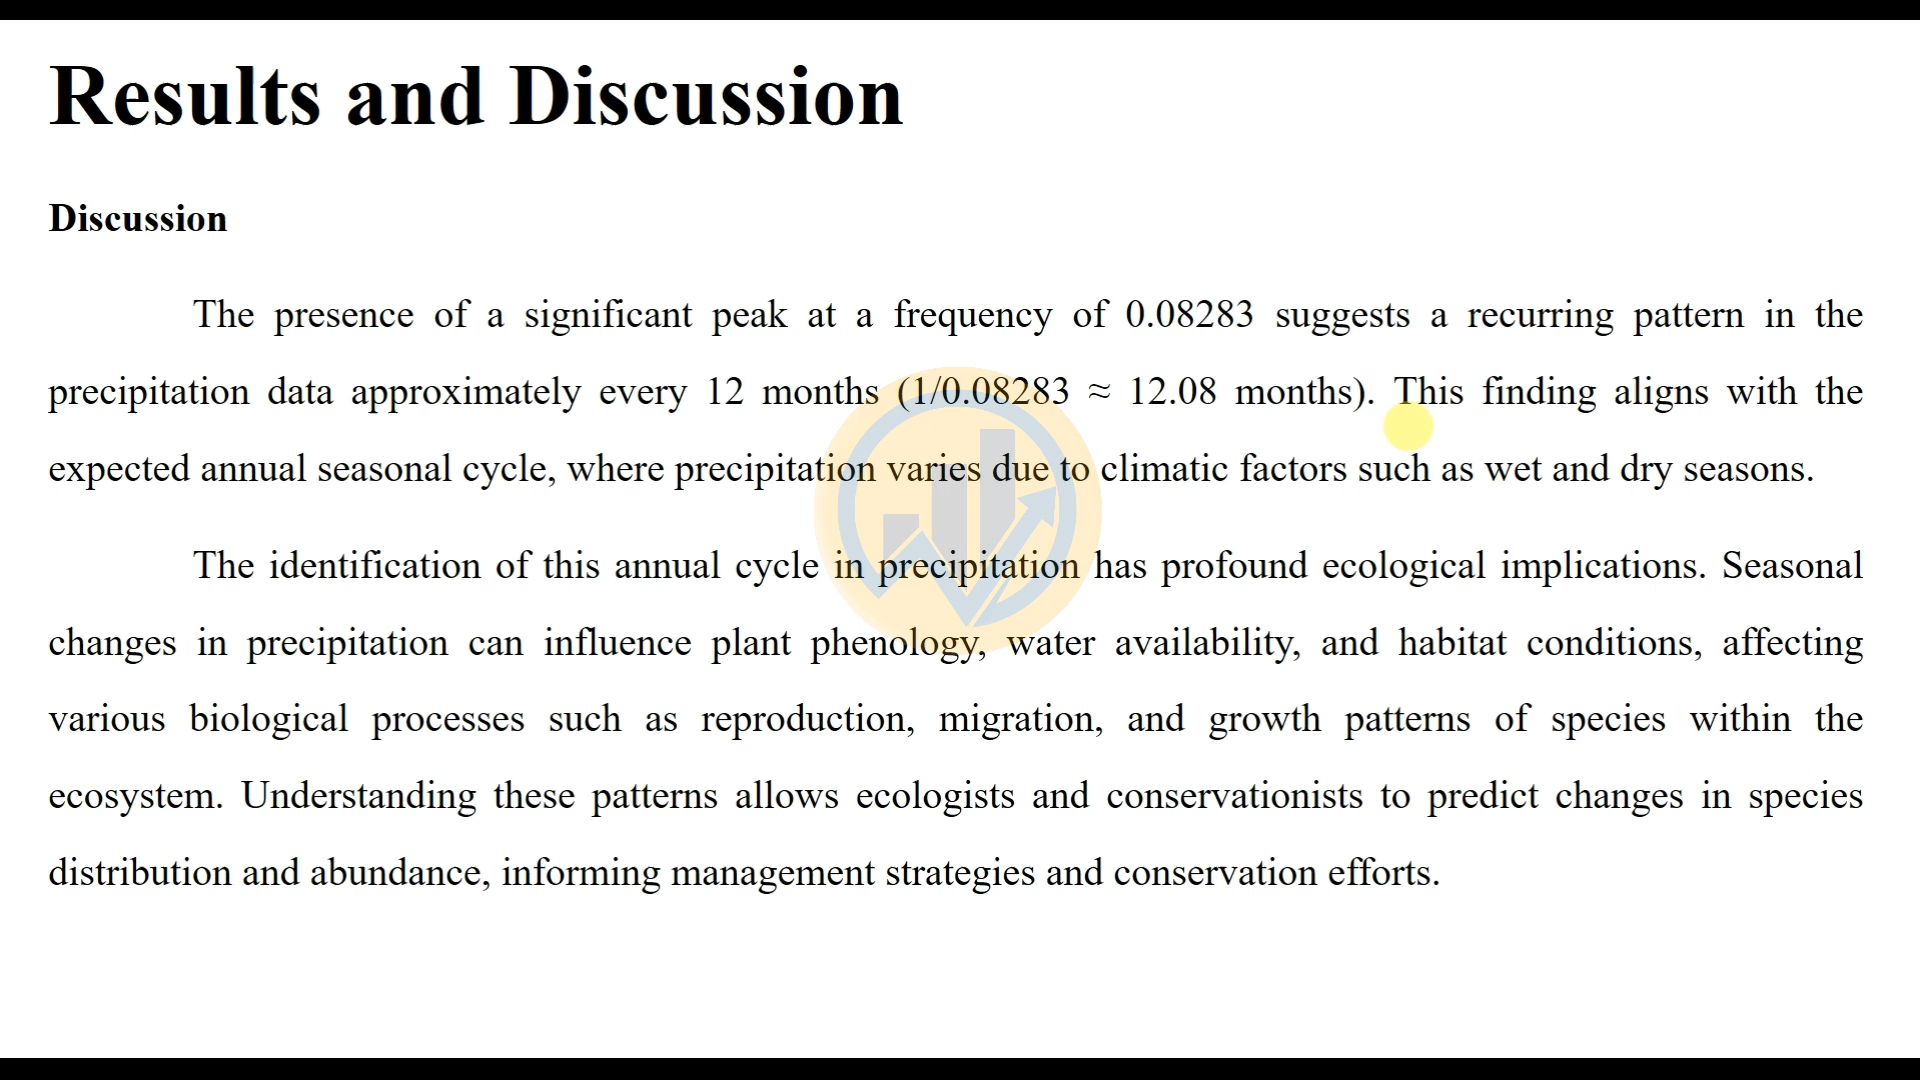 Results and Discussion
Discussion
The presence of a significant peak at a frequency of 0.08283 suggests a recurring pattern in the
precipitation data approximately every 12 months (1/0.08283 ≈ 12.08 months). This finding aligns with the
expected annual seasonal cycle, where precipitation varies due to climatic factors such as wet and dry seasons.
The identification of this annual cycle in precipitation has profound ecological implications. Seasonal
changes in precipitation can influence plant phenology, water availability, and habitat conditions, affecting
various biological processes such as reproduction, migration, and growth patterns of species within the
ecosystem. Understanding these patterns allows ecologists and conservationists to predict changes in species
distribution and abundance, informing management strategies and conservation efforts.